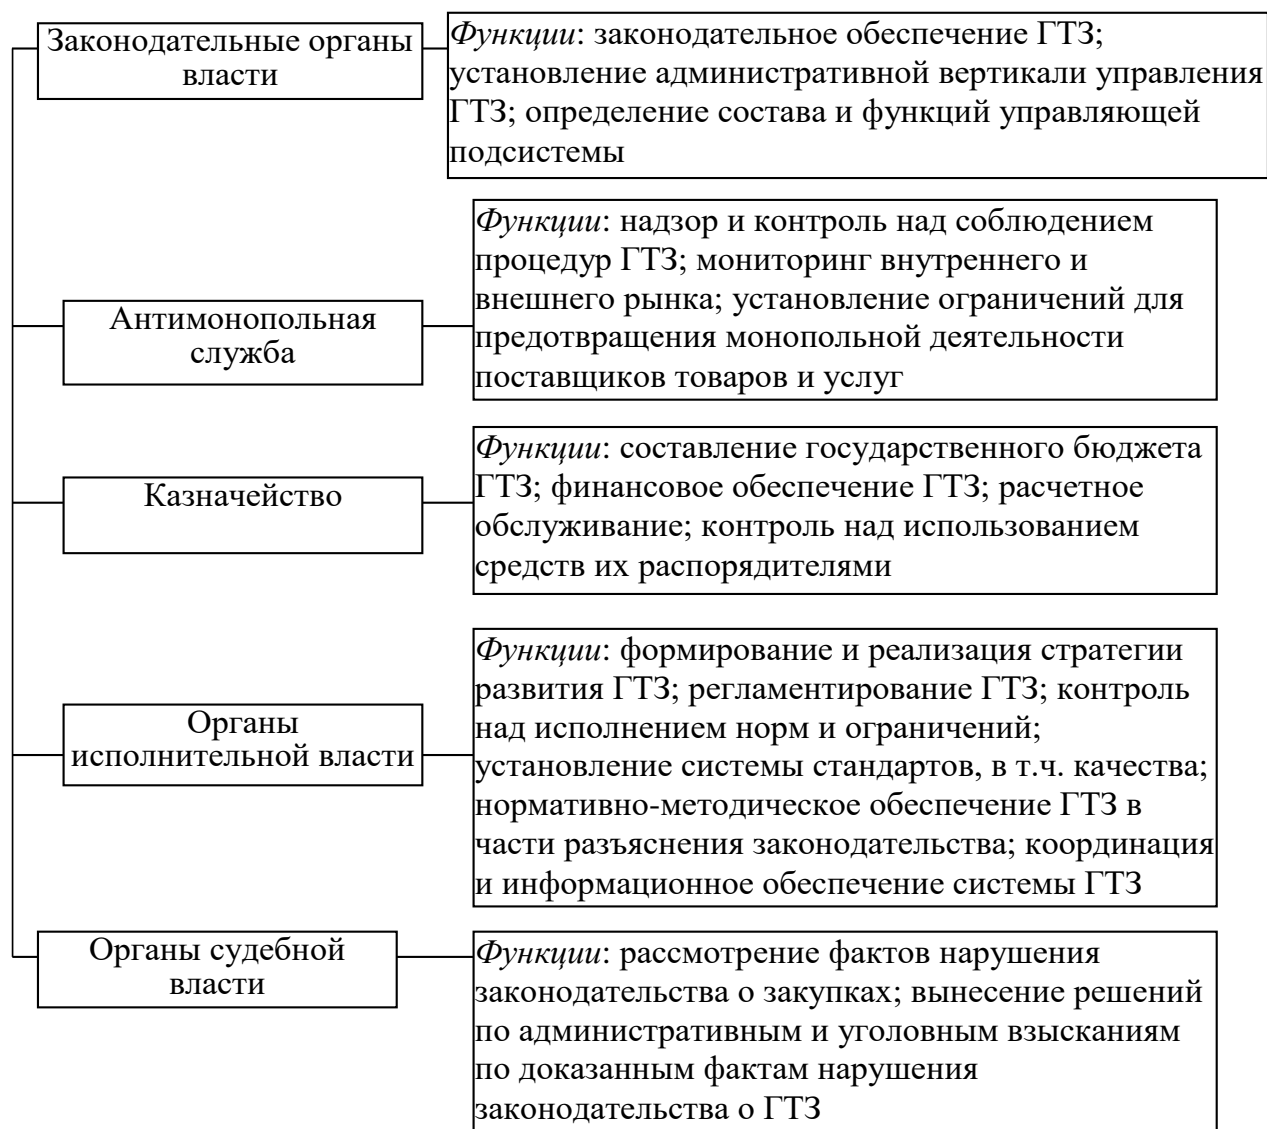 Законодательные органы
власти
Функции: законодательное обеспечение ГТЗ;
установление административной вертикали управления
ГТЗ; определение состава и функций управляющей
подсистемы
Антимонопольная
служба
Функции: надзор и контроль над соблюдением
процедур ГТЗ; мониторинг внутреннего и
внешнего рынка; установление ограничений для
предотвращения монопольной деятельности
поставщиков товаров и услуг
Казначейство
Функции: составление государственного бюджета
ГТЗ; финансовое обеспечение ГТЗ; расчетное
обслуживание; контроль над использованием
средств их распорядителями
Органы
исполнительной власти
Функции: формирование и реализация стратегии
развития ГТЗ; регламентирование ГТЗ; контроль
над исполнением норм и ограничений;
установление системы стандартов, в т.ч. качества;
нормативно-методическое обеспечение ГТЗ в
части разъяснения законодательства; координация
и информационное обеспечение системы ГТЗ
Органы судебной
власти
Функции: рассмотрение фактов нарушения
законодательства о закупках; вынесение решений
по административным и уголовным взысканиям
по доказанным фактам нарушения
законодательства о ГТЗ